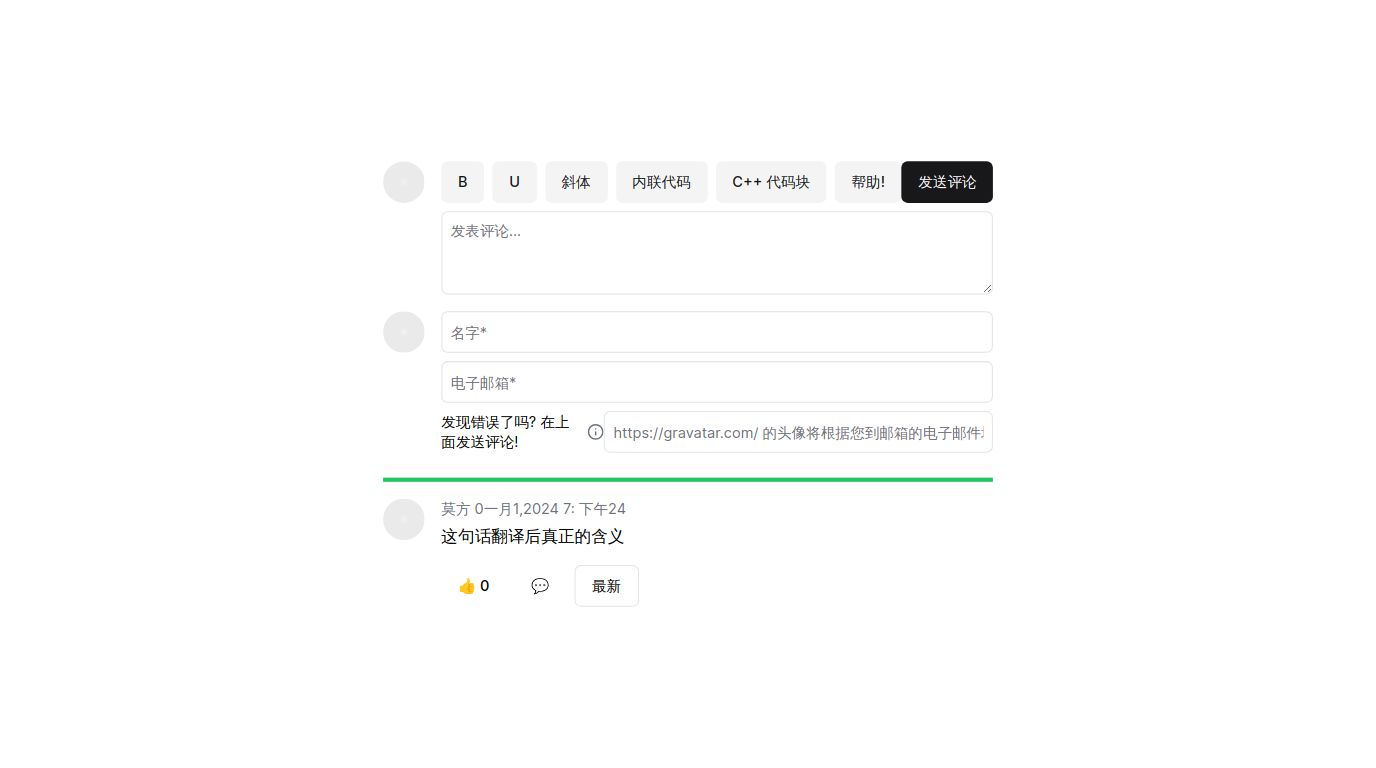 B U 斜体 内联代码 C++ 代码块 帮助! 发送评论
发表评论...
名字*
电子邮箱*
发现错误了吗? 在上
面发送评论!
https://gravatar.com/ 的头像将根据您到邮箱的电子邮件
莫方 0一月1,2024 7: 下午24
这句话翻译后真正的含义
👍 0 💬 最新